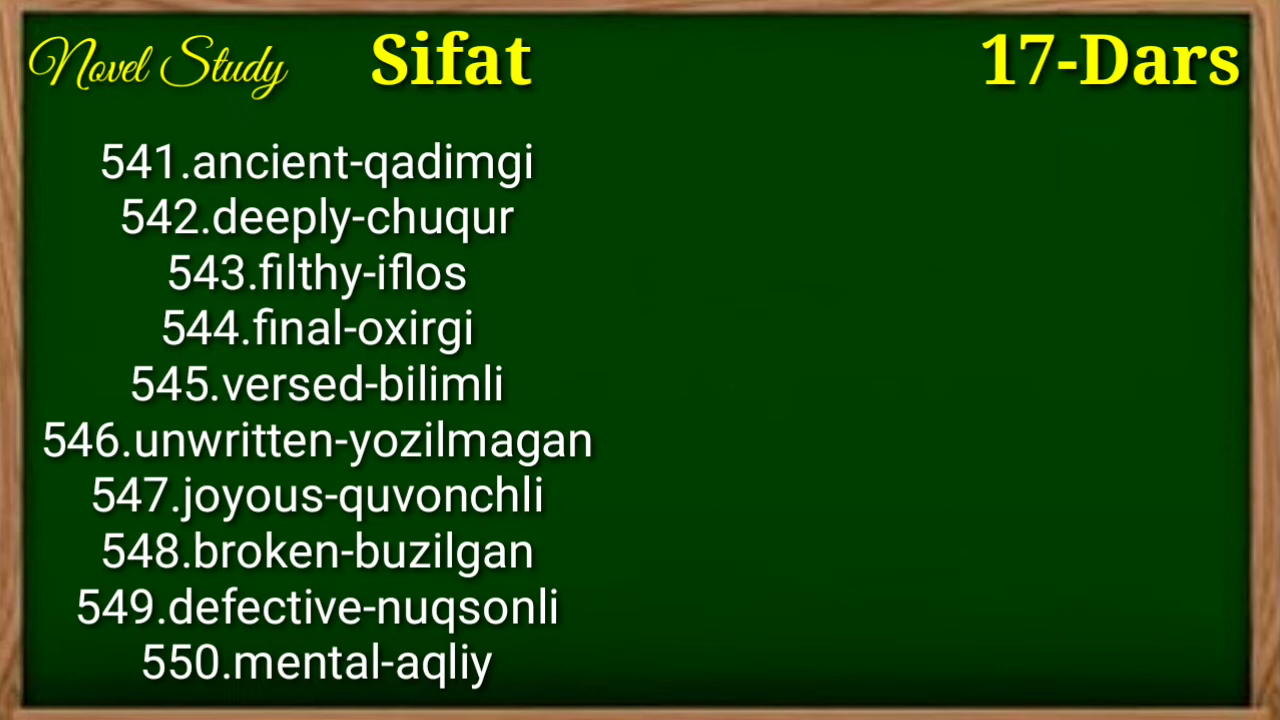 Novel Study Sifat 17-Dars
541.ancient-qadimgi
542.deeply-chuqur
543.filthy-iflos
544.final-oxirgi
545.versed-bilimli
546.unwritten-yozilmagan
547.joyous-quvonchli
548.broken-buzilgan
549.defective-nuqsonli
550.mental-aqliy